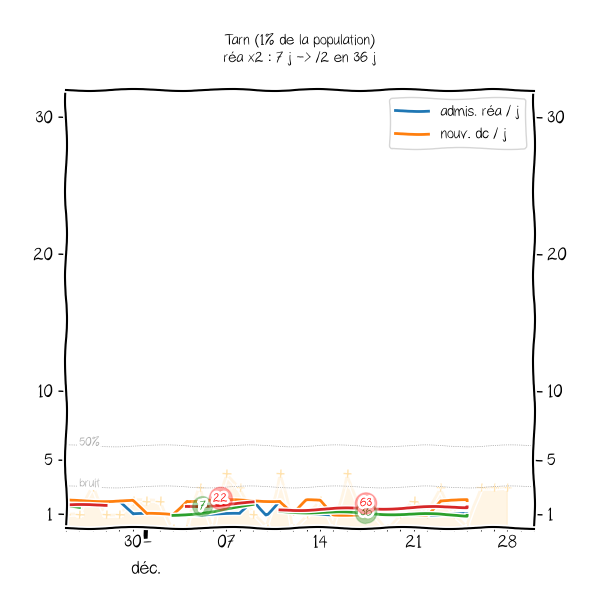 Tarn (1% de la population)
réa x2 : 7 j -> /2 en 36 j
admis. réa / j
nouv. dc / j
30 30
20 20
10 10
50%
5 5
bruit
7 22 63
1 1
30 07 14 21 28
déc.